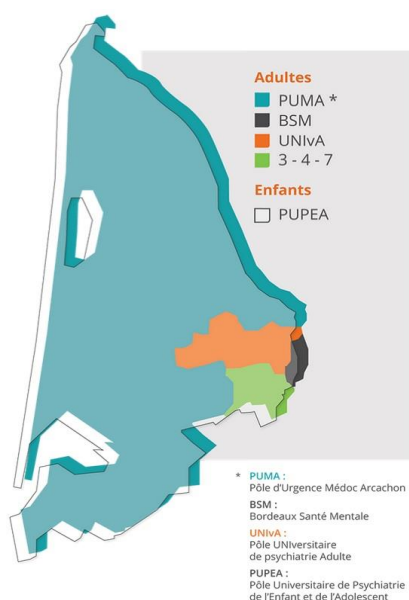 Adultes
PUMA *
BSM
UNIvA
3 - 4 - 7
Enfants
PUPEA
* PUMA :
Pôle d'Urgence Médoc Arcachon
BSM :
Bordeaux Santé Mentale
UNIvA :
Pôle UNIversitaire
de psychiatrie Adulte
PUPEA :
Pôle Universitaire de Psychiatrie
de l'Enfant et de l'Adolescent